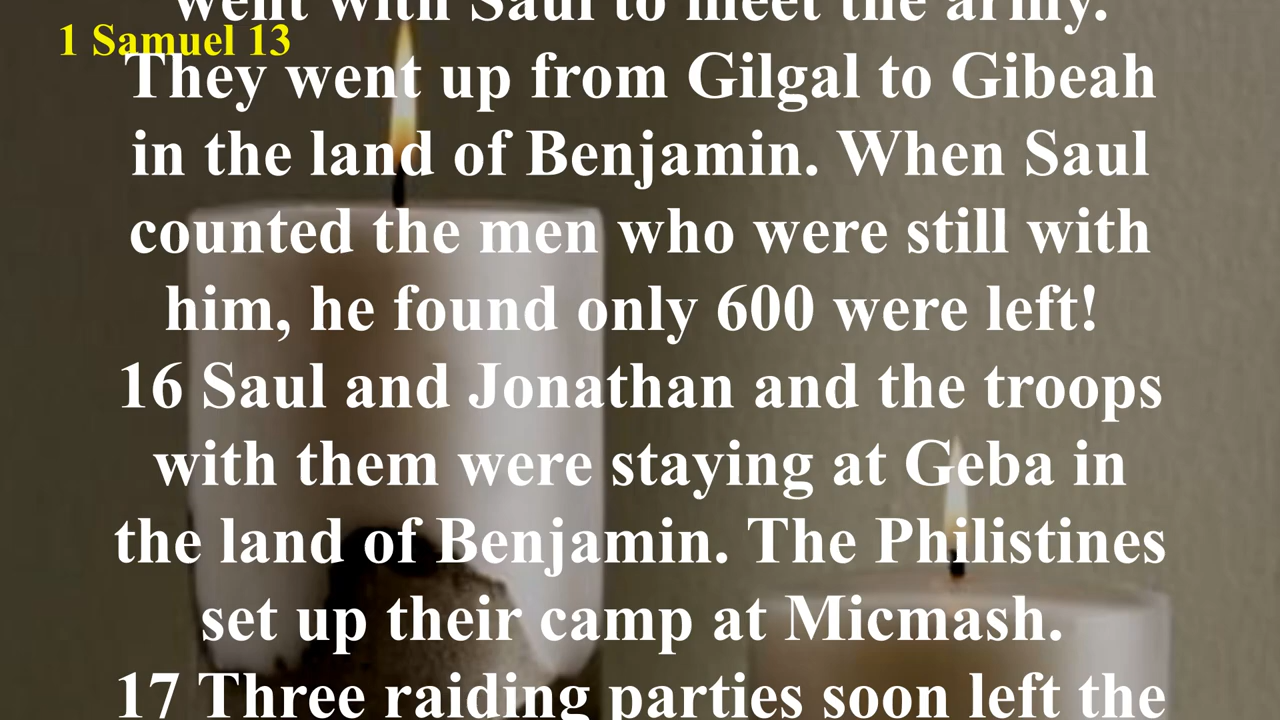 went with Saul to meet the army.
1 Samuel 13
They went up from Gilgal to Gibeah
in the land of Benjamin. When Saul
counted the men who were still with
him, he found only 600 were left!
16 Saul and Jonathan and the troops
with them were staying at Geba in
the land of Benjamin. The Philistines
set up their camp at Micmash.
17 Three raiding parties soon left the